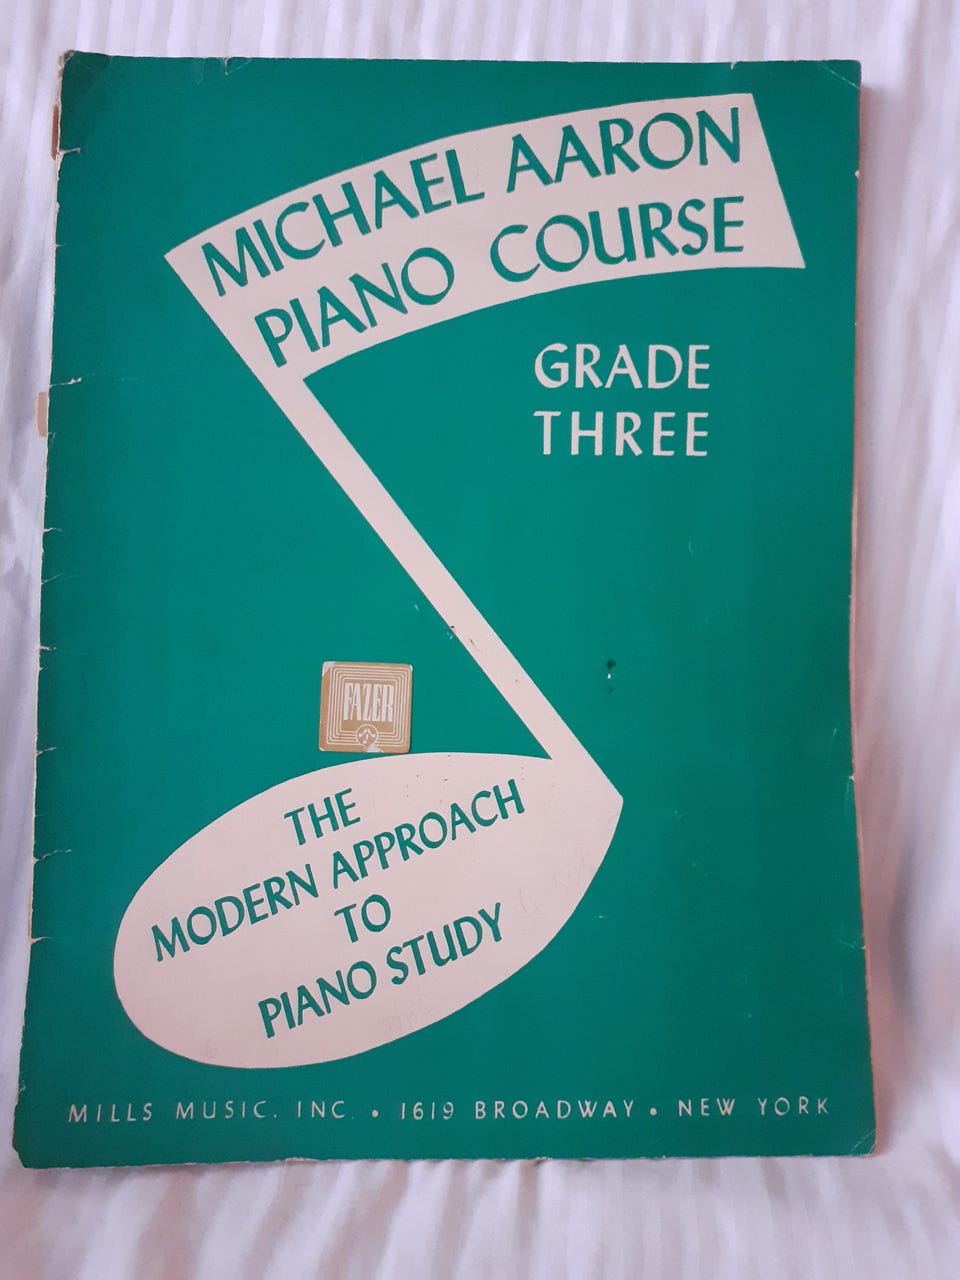 MICHAEL AARON
PIANO COURSE
GRADE
THREE
FAZER
THE
MODERN APPROACH
TO
PIANO STUDY
MILLS MUSIC, INC. • 1619 BROADWAY • NEW YORK